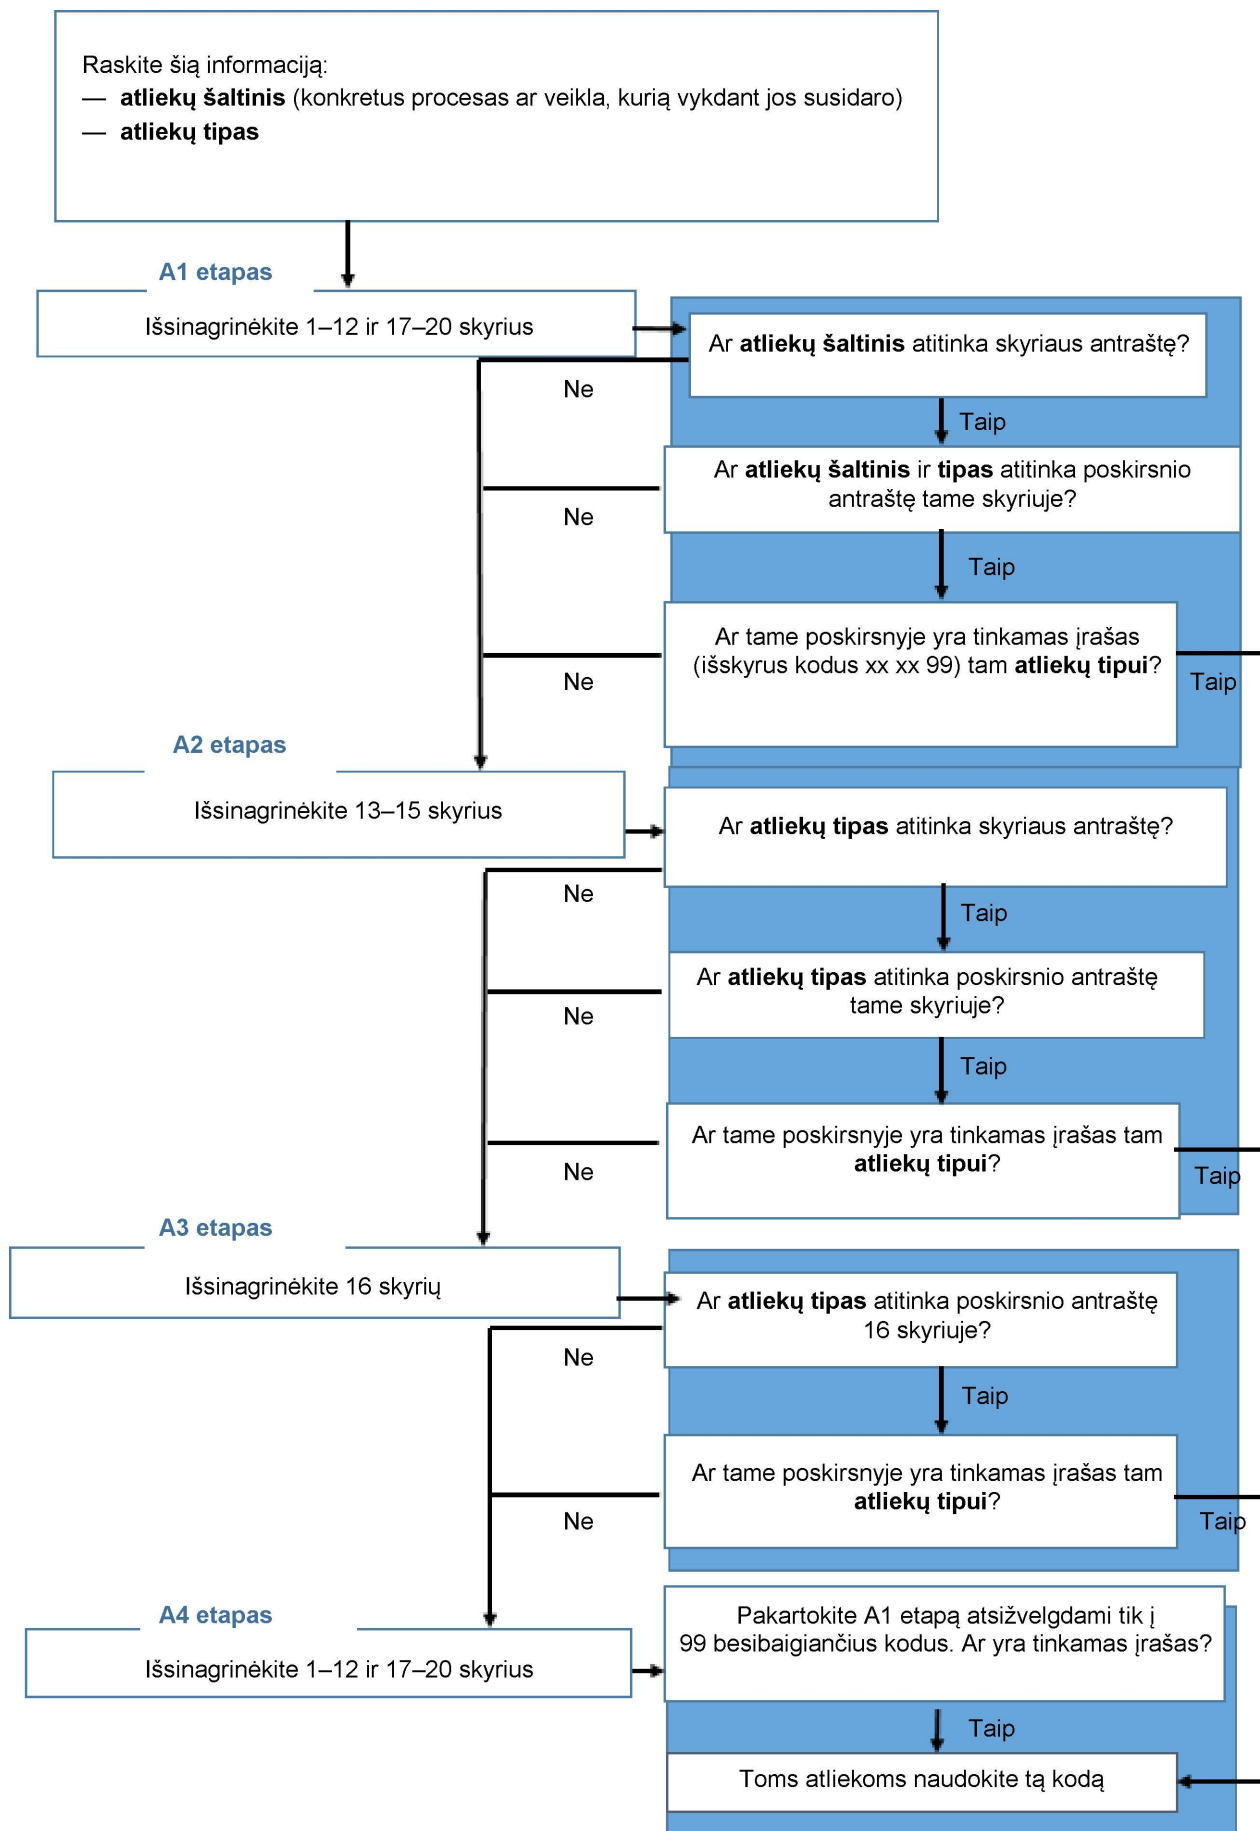 Raskite šią informaciją:
— atliekų šaltinis (konkretus procesas ar veikla, kurią vykdant jos susidaro)
— atliekų tipas
A1 etapas
Išsinagrinėkite 1–12 ir 17–20 skyrius
Ar atliekų šaltinis atitinka skyriaus antraštę?
Ne
Taip
Ar atliekų šaltinis ir tipas atitinka poskirsnio
antraštę tame skyriuje?
Ne
Taip
Ar tame poskirsnyje yra tinkamas įrašas
(išskyrus kodus xx xx 99) tam atliekų tipui?
Ne
Taip
A2 etapas
Išsinagrinėkite 13–15 skyrius
Ar atliekų tipas atitinka skyriaus antraštę?
Ne
Taip
Ar atliekų tipas atitinka poskirsnio antraštę
tame skyriuje?
Ne
Taip
Ar tame poskirsnyje yra tinkamas įrašas tam
atliekų tipui?
Ne
Taip
A3 etapas
Išsinagrinėkite 16 skyrių
Ar atliekų tipas atitinka poskirsnio antraštę
16 skyriuje?
Ne
Taip
Ar tame poskirsnyje yra tinkamas įrašas tam
atliekų tipui?
Ne
Taip
A4 etapas
Išsinagrinėkite 1–12 ir 17–20 skyrius
Pakartokite A1 etapą atsižvelgdami tik į
99 besibaigiančius kodus. Ar yra tinkamas įrašas?
Taip
Toms atliekoms naudokite tą kodą